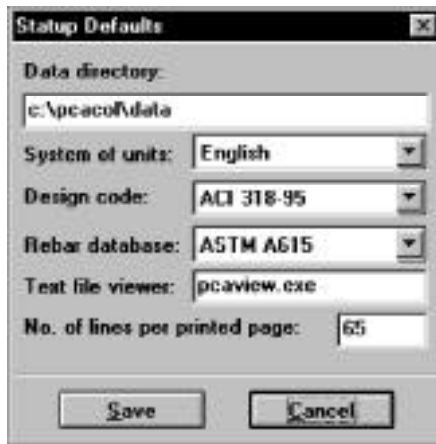 Statup Defaults
Data directory:
c:\pcacol\data
System of units: English
Design code: ACI 318-95
Rebar database: ASTM A615
Text file viewer: pcaview.exe
No. of lines per printed page: 65
Save Cancel